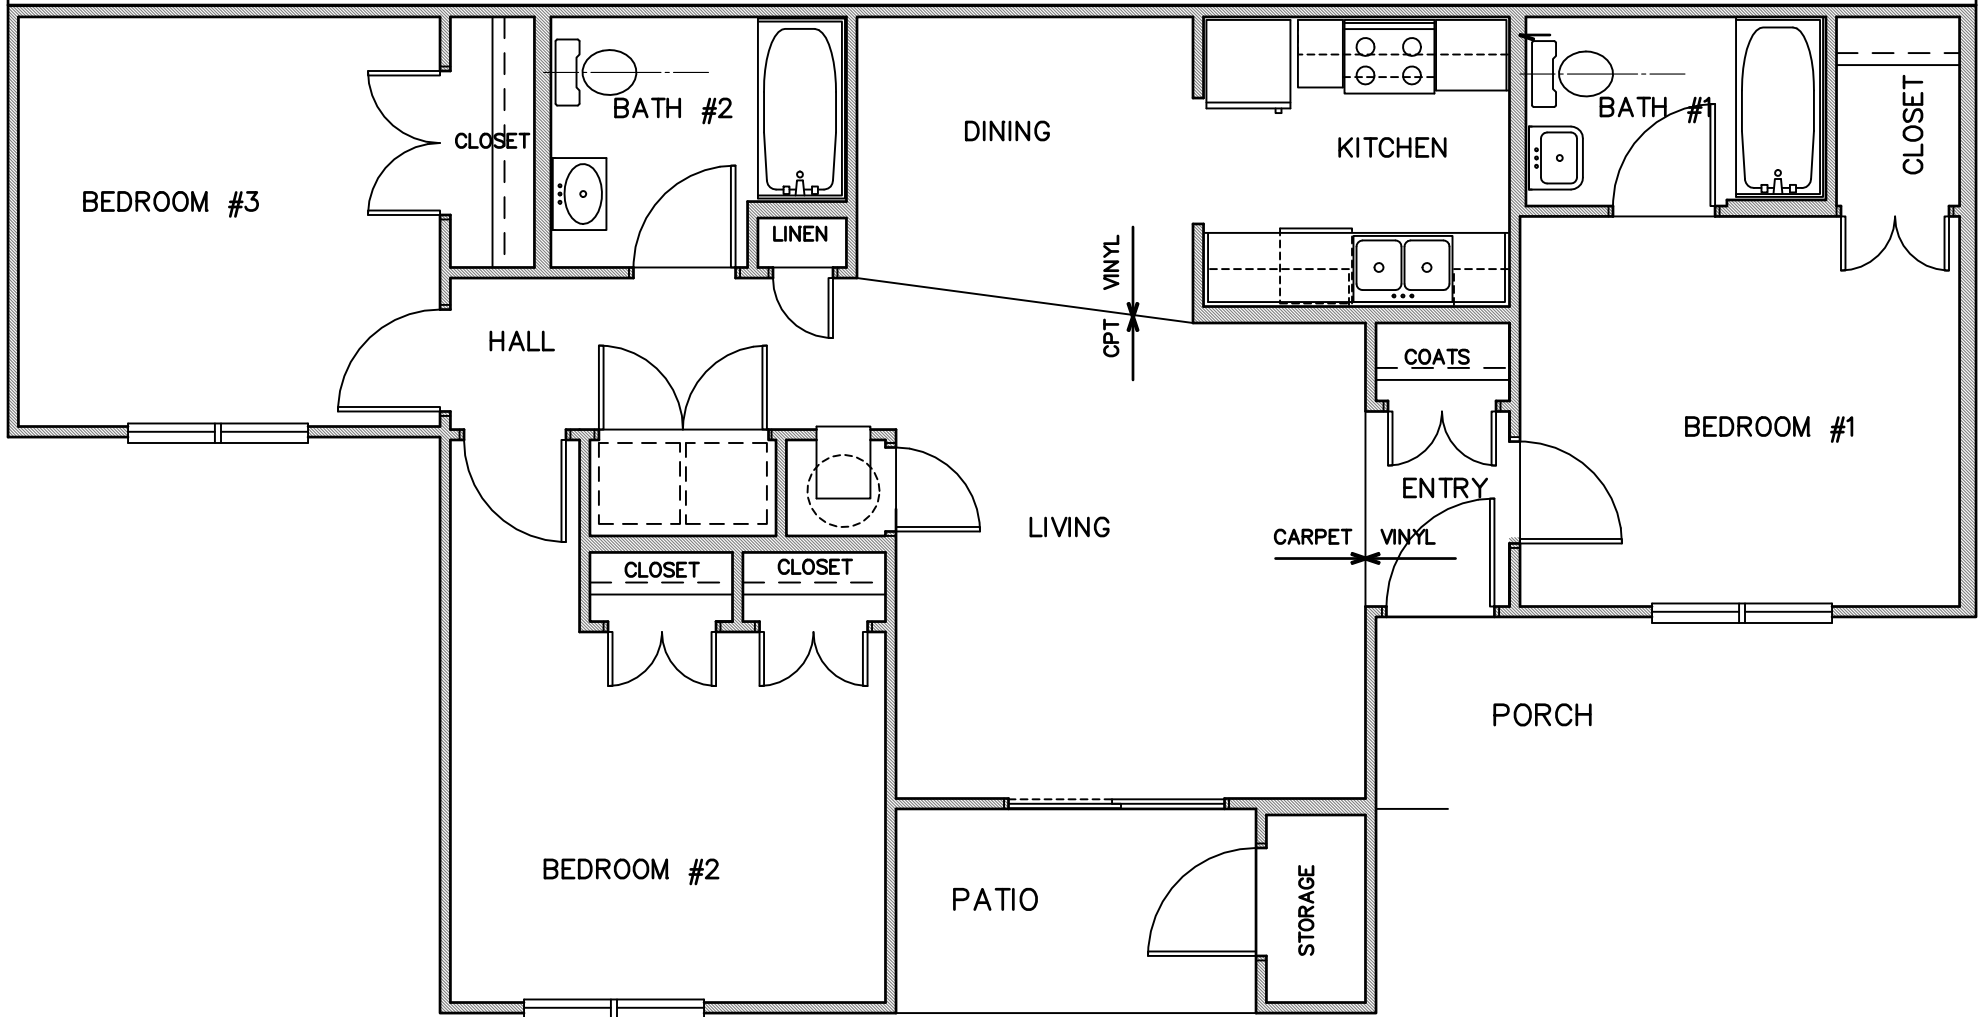 BATH #2
BATH #1
CLOSET
DINING
CLOSET
KITCHEN
BEDROOM #3
LINEN
VINYL
HALL
CPT
COATS
BEDROOM #1
ENTRY
LIVING
CARPET
VINYL
CLOSET
CLOSET
PORCH
BEDROOM #2
PATIO
STORAGE